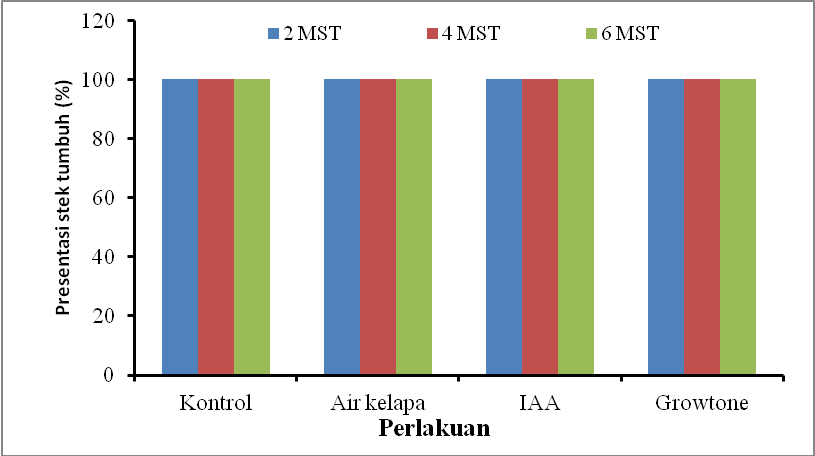 2 MST 4 MST 6 MST
Presentasi stek tumbuh (%)
120
100
80
60
40
20
0
Kontrol Air kelapa IAA Growtone
Perlakuan